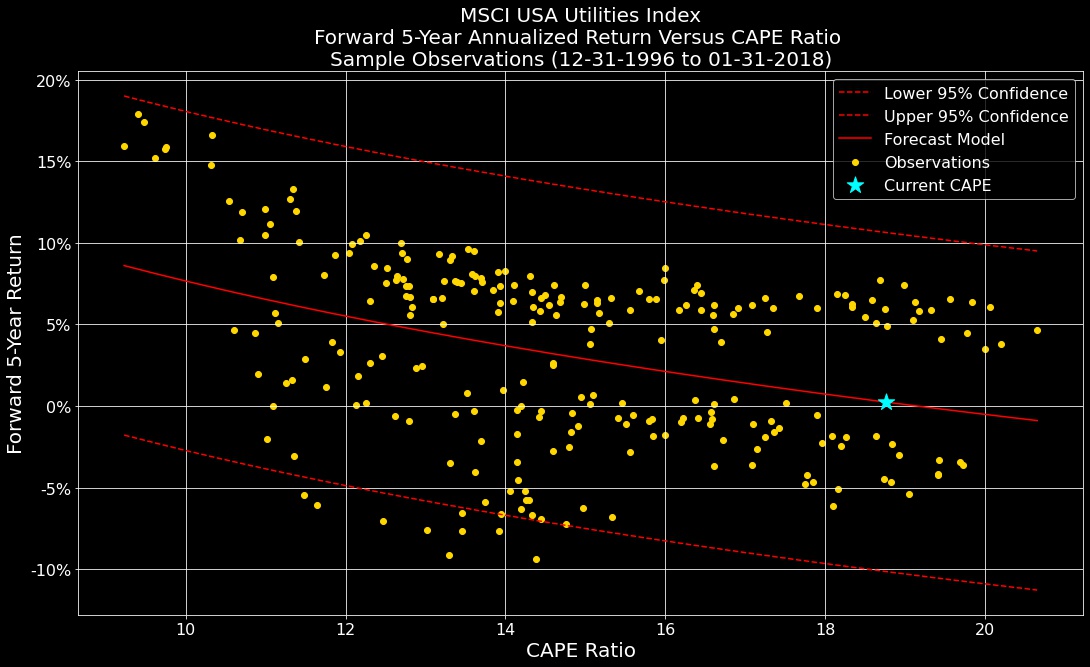 MSCI USA Utilities Index
Forward 5-Year Annualized Return Versus CAPE Ratio
Sample Observations (12-31-1996 to 01-31-2018)
Lower 95% Confidence
Upper 95% Confidence
Forecast Model
Observations
Current CAPE
Forward 5-Year Return
20%
15%
10%
5%
0%
-5%
-10%
10
12
14
16
18
20
CAPE Ratio